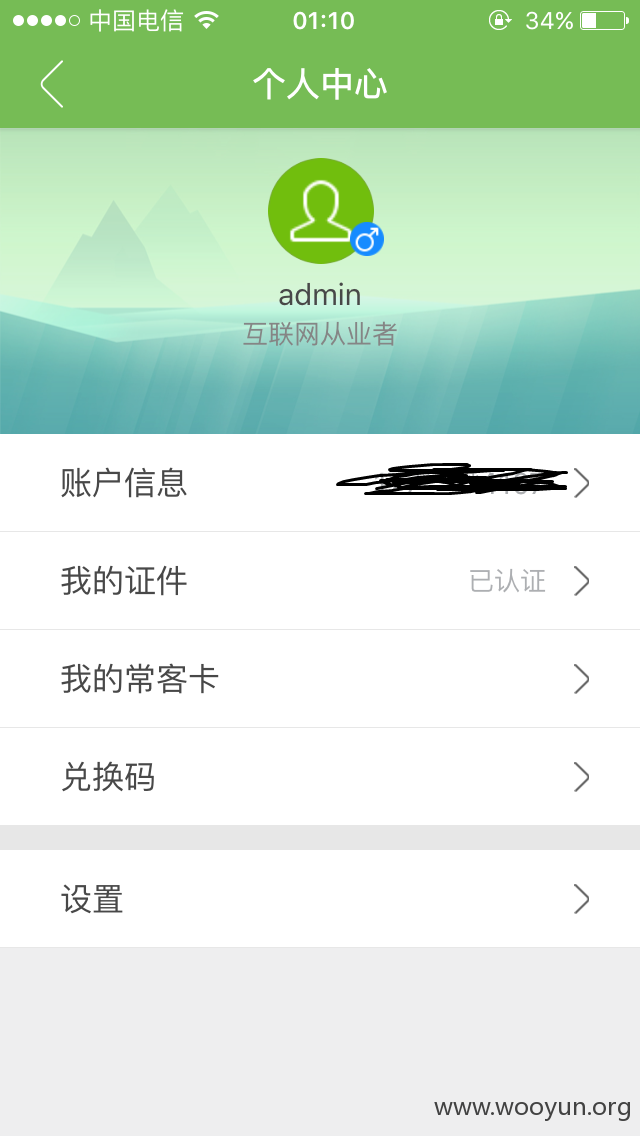 中国电信 01:10 34%
个人中心
admin
互联网从业者
账户信息
我的证件 已认证
我的常客卡
兑换码
设置
www.wooyun.org